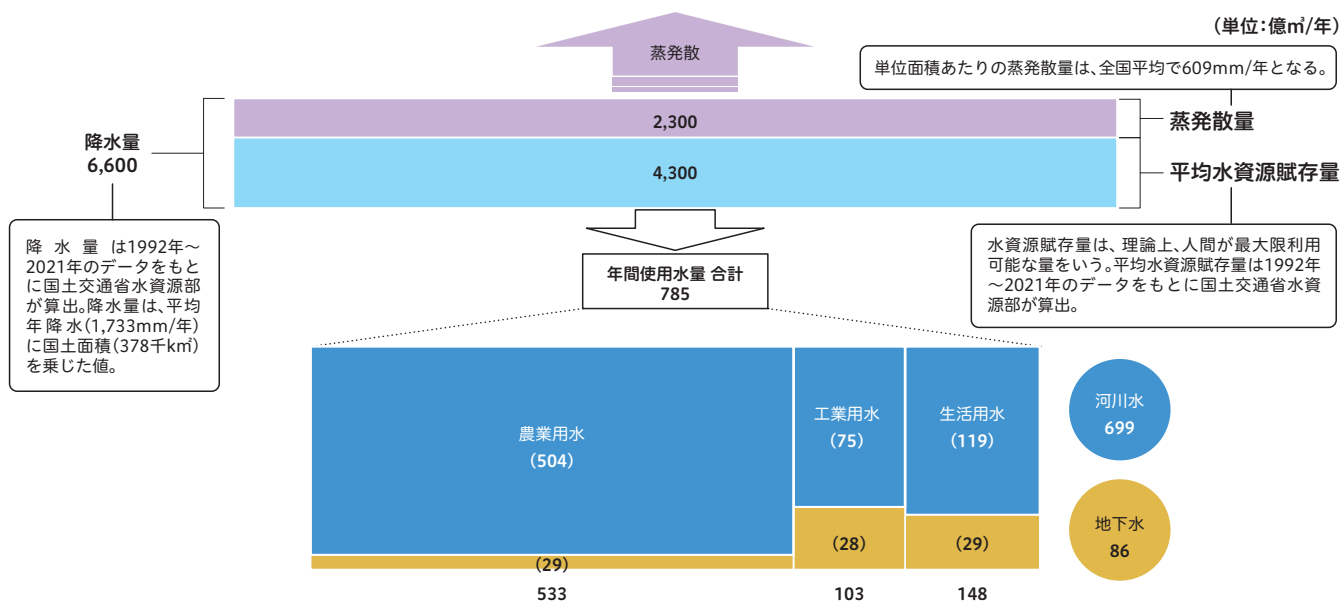 (単位:億㎥/年)
蒸発散
単位面積あたりの蒸発散量は、全国平均で609mm/年となる。
2,300
蒸発散量
降水量
6,600
4,300
平均水資源賦存量
降水量は1992年～
2021年のデータをもと
に国土交通省水資源部
が算出。降水量は、平均
年降水(1,733mm/年)
に国土面積(378千㎢)
を乗じた値。
水資源賦存量は、理論上、人間が最大限利用
可能な量をいう。平均水資源賦存量は1992年
～2021年のデータをもとに国土交通省水資
源部が算出。
年間使用水量 合計
785
農業用水
(504)
工業用水
(75)
生活用水
(119)
河川水
699
(29)
(28)
(29)
地下水
86
533
103
148